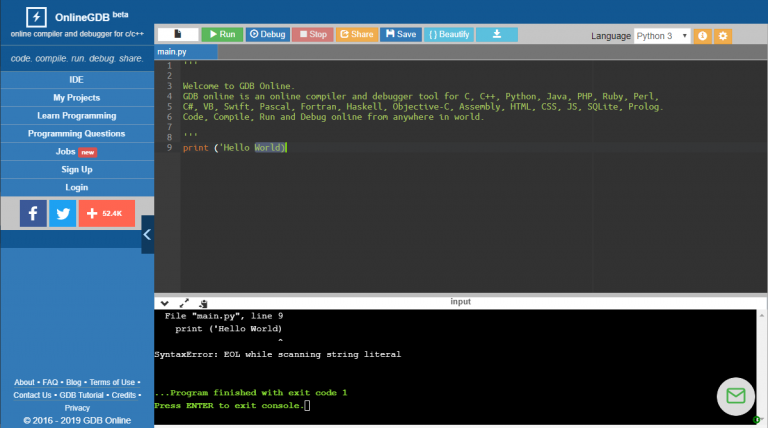 OnlineGDB beta
online compiler and debugger for c/c++
code. compile. run. debug. share.
IDE
My Projects
Learn Programming
Programming Questions
Jobs new
Sign Up
Login
52.4K
About • FAQ • Blog • Terms of Use •
Contact Us • GDB Tutorial • Credits •
Privacy
© 2016 - 2019 GDB Online
Run Debug Stop Share Save { } Beautify
Language Python 3
main.py
1 '''
2
3 Welcome to GDB Online.
4 GDB online is an online compiler and debugger tool for C, C++, Python, Java, PHP, Ruby, Perl,
5 C#, VB, Swift, Pascal, Fortran, Haskell, Objective-C, Assembly, HTML, CSS, JS, SQLite, Prolog.
6 Code, Compile, Run and Debug online from anywhere in world.
7
8 '''
9 print ('Hello World)
input
File "main.py", line 9
print ('Hello World)
^
SyntaxError: EOL while scanning string literal
...Program finished with exit code 1
Press ENTER to exit console.